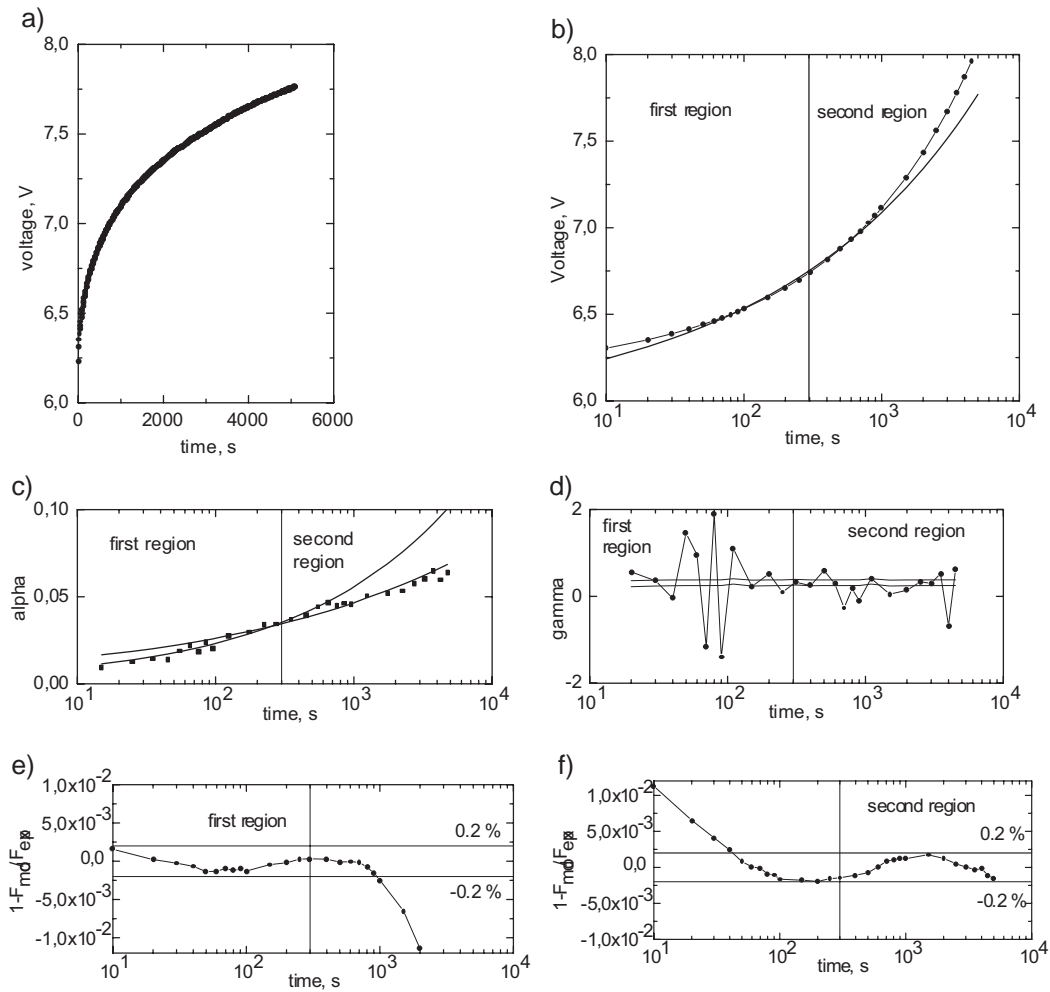 a)
8,0
7,5
7,0
6,5
6,0
voltage, V
0
2000
4000
6000
time, s
b)
8,0
7,5
7,0
6,5
6,0
Voltage, V
first region
second region
10^1
10^2
10^3
10^4
time, s
c)
0,10
0,05
0,00
alpha
first region
second
region
10^1
10^2
10^3
10^4
time, s
d)
2
0
-2
gamma
first
region
second region
10^1
10^2
10^3
10^4
time, s
e)
1,0x10^-2
5,0x10^-3
0,0
-5,0x10^-3
-1,0x10^-2
1-F_mod/F_exp
first region
0.2 %
-0.2 %
10^1
10^2
10^3
10^4
time, s
f)
1,0x10^-2
5,0x10^-3
0,0
-5,0x10^-3
-1,0x10^-2
1-F_mod/F_exp
second region
0.2 %
-0.2 %
10^1
10^2
10^3
10^4
time, s